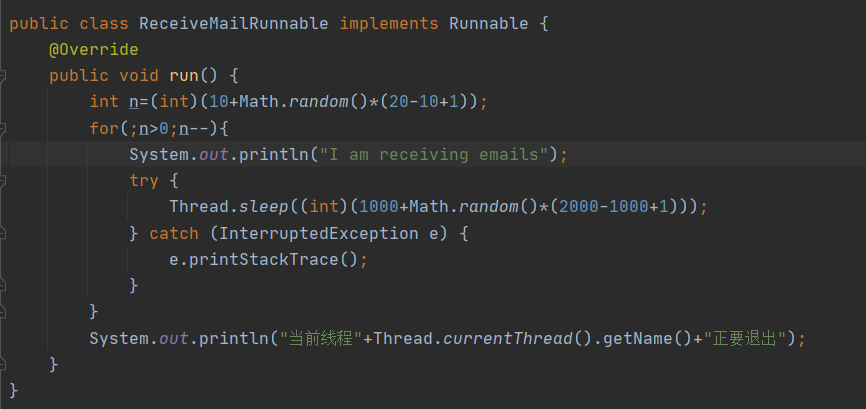 public class ReceiveMailRunnable implements Runnable {
    @Override
    public void run() {
        int n=(int)(10+Math.random()*(20-10+1));
        for(;n>0;n--){
            System.out.println("I am receiving emails");
            try {
                Thread.sleep((int)(1000+Math.random()*(2000-1000+1)));
            } catch (InterruptedException e) {
                e.printStackTrace();
            }
        }
        System.out.println("当前线程"+Thread.currentThread().getName()+"正要退出");
    }
}